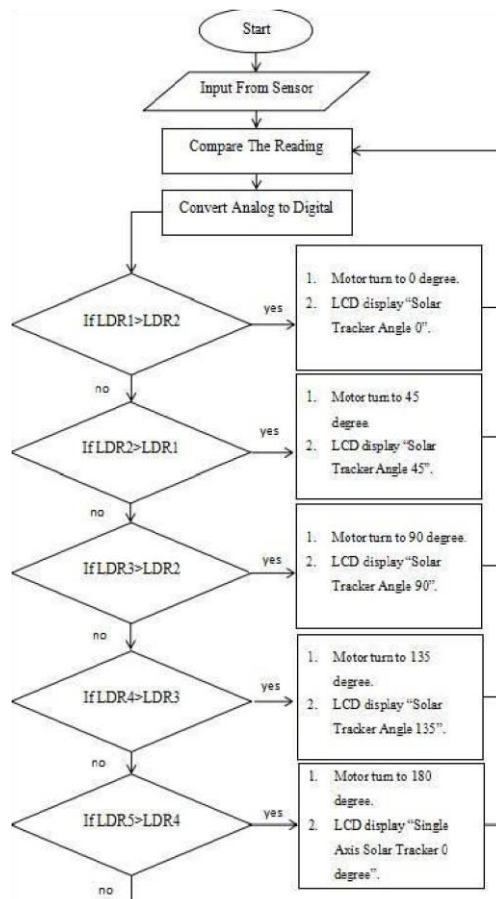 Start
Input From Sensor
Compare The Reading
Convert Analog to Digital
If LDR1>LDR2
yes
1. Motor turn to 0 degree.
2. LCD display “Solar
Tracker Angle 0”.
no
If LDR2>LDR1
yes
1. Motor turn to 45
degree.
2. LCD display “Solar
Tracker Angle 45”.
no
If LDR3>LDR2
yes
1. Motor turn to 90 degree.
2. LCD display “Solar
Tracker Angle 90”.
no
If LDR4>LDR3
yes
1. Motor turn to 135
degree.
2. LCD display “Solar
Tracker Angle 135”.
no
If LDR5>LDR4
yes
1. Motor turn to 180
degree.
2. LCD display “Single
Axis Solar Tracker 0
degree”.
no